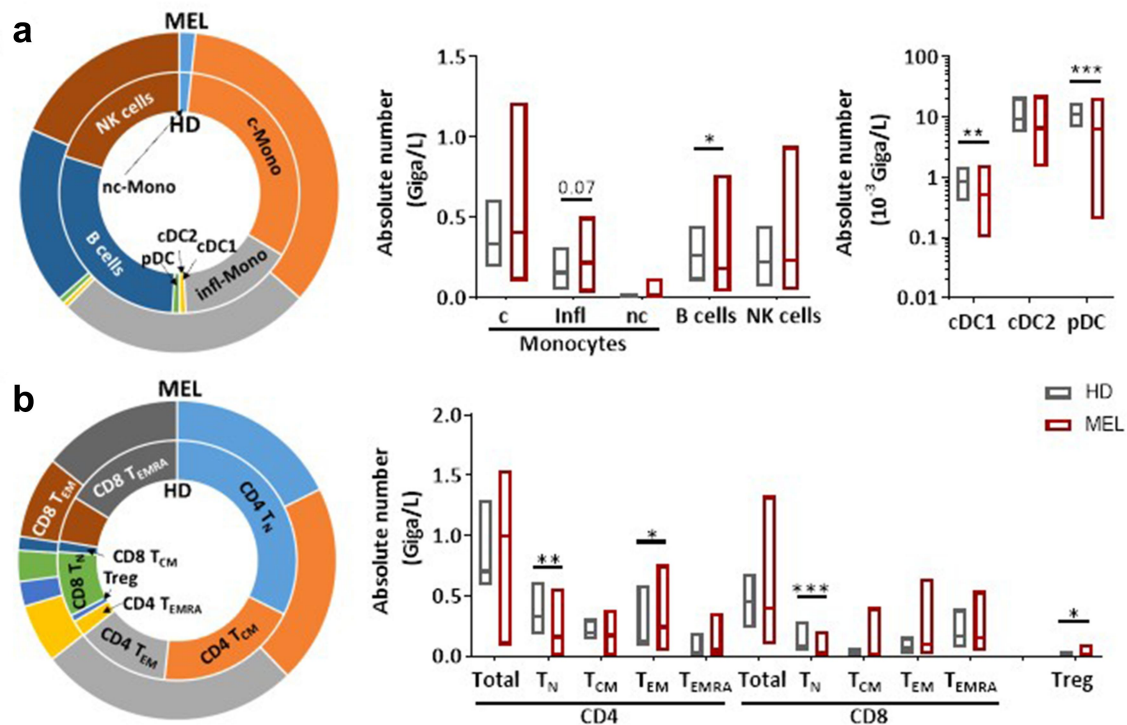 a
MEL
HD
NK cells
c-Mono
nc-Mono
cDC2
cDC1
pDC
B cells
infl-Mono
Absolute number
(Giga/L)
1.5
1.0
0.5
0.0
0.07
*
c Infl nc B cells NK cells
Monocytes
Absolute number
(10⁻³ Giga/L)
100
10
1
0.1
0.01
**
***
cDC1 cDC2 pDC
b
MEL
HD
CD8 TEMRA
CD4 TN
CD8 TEM
CD8 TCM
CD8 TN
Treg
CD4 TEMRA
CD4 TEM
CD4 TCM
HD
MEL
Absolute number
(Giga/L)
2.0
1.5
1.0
0.5
0.0
**
*
***
*
Total TN TCM TEM TEMRA Total TN TCM TEM TEMRA Treg
CD4 CD8